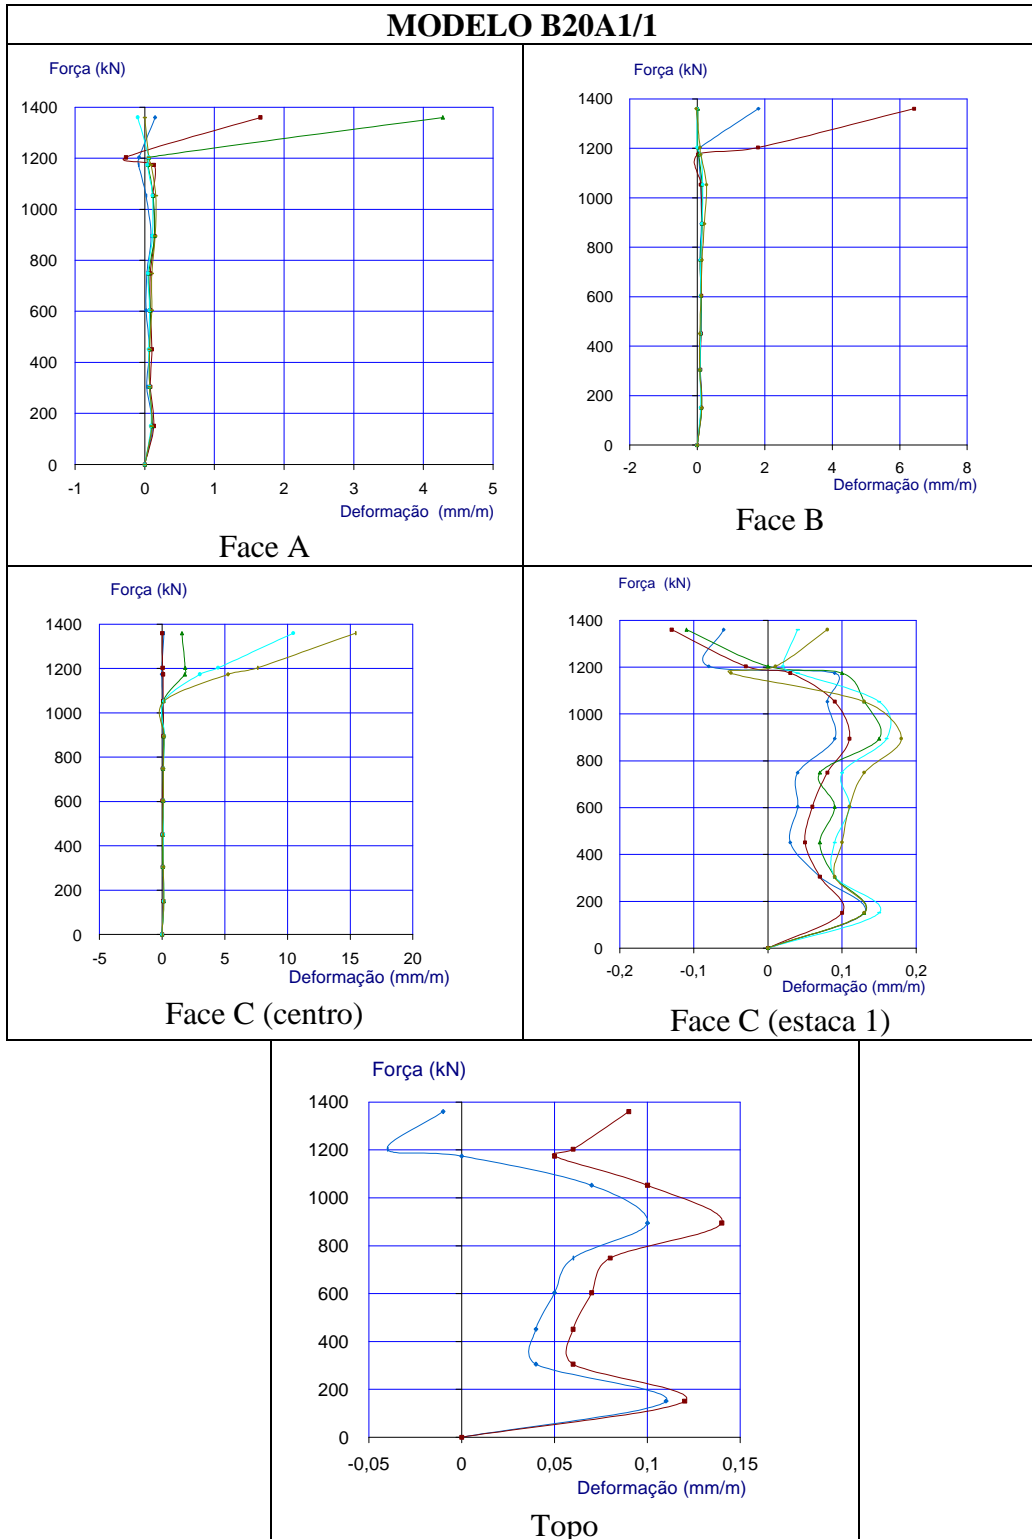 MODELO B20A1/1
Força (kN)
1400
1200
1000
800
600
400
200
0
-1 0 1 2 3 4 5
Deformação (mm/m)
Face A
Força (kN)
1400
1200
1000
800
600
400
200
0
-2 0 2 4 6 8
Deformação (mm/m)
Face B
Força (kN)
1400
1200
1000
800
600
400
200
0
-5 0 5 10 15 20
Deformação (mm/m)
Face C (centro)
Força (kN)
1400
1200
1000
800
600
400
200
0
-0,2 -0,1 0 0,1 0,2
Deformação (mm/m)
Face C (estaca 1)
Força (kN)
1400
1200
1000
800
600
400
200
0
-0,05 0 0,05 0,1 0,15
Deformação (mm/m)
Topo